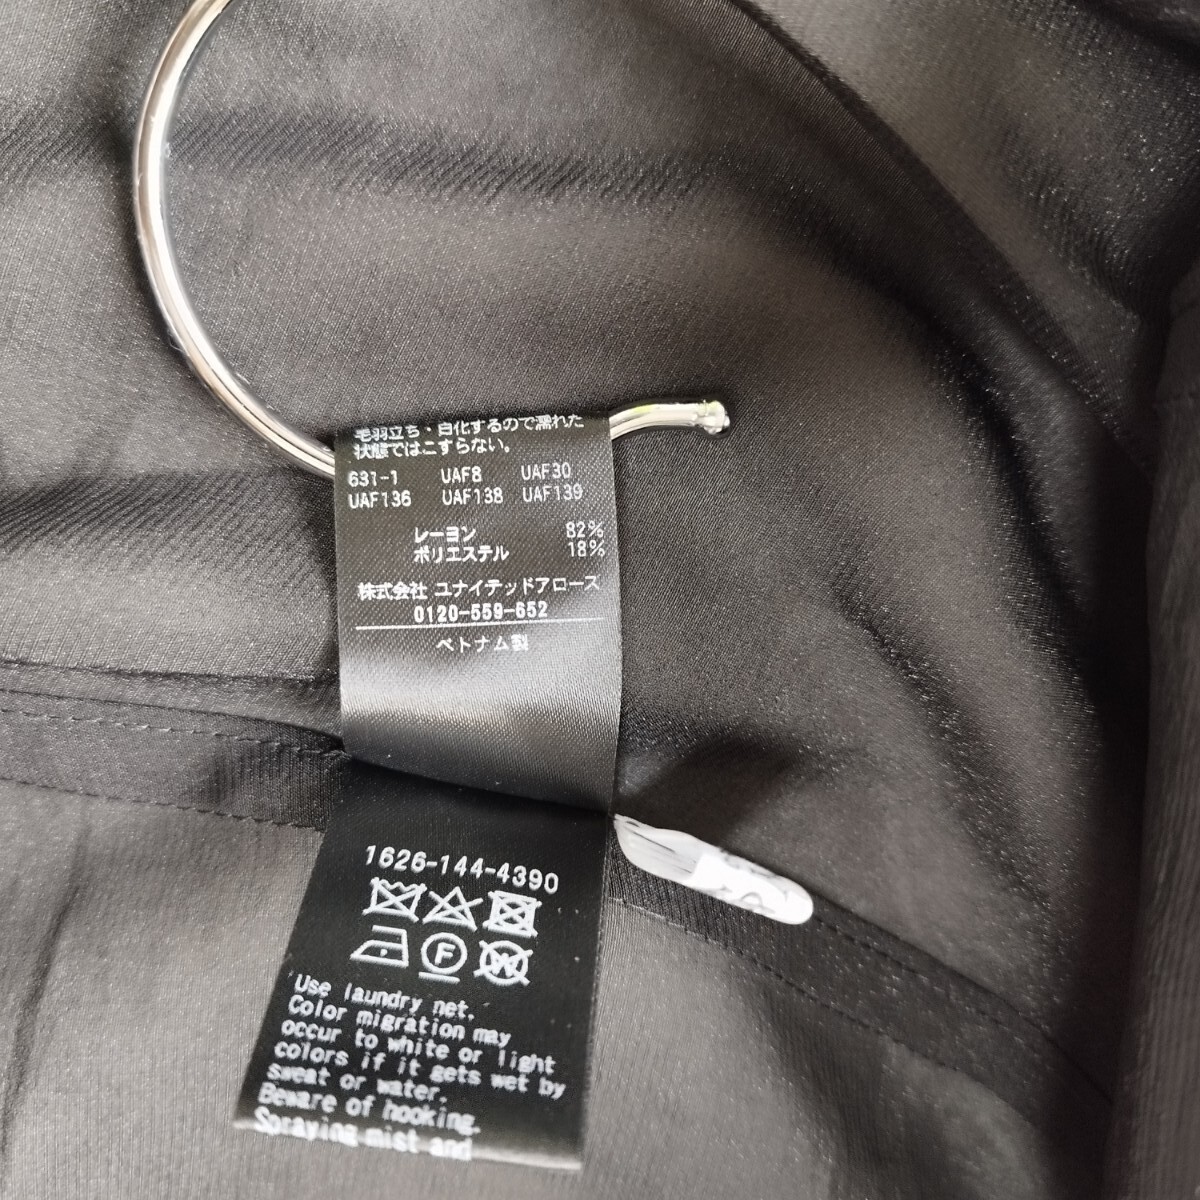 毛羽立ち・白化するので濡れた
状態ではこすらない。
631-1 UAF8 UAF30
UAF136 UAF138 UAF139
レーヨン 82%
ポリエステル 18%
株式会社 ユナイテッドアローズ
0120-559-652
ベトナム製
1626-144-4390
F
W
Use laundry net.
Color migration may
occur to white or light
colors if it gets wet by
sweat or water.
Beware of hooking.
Spraying mist and